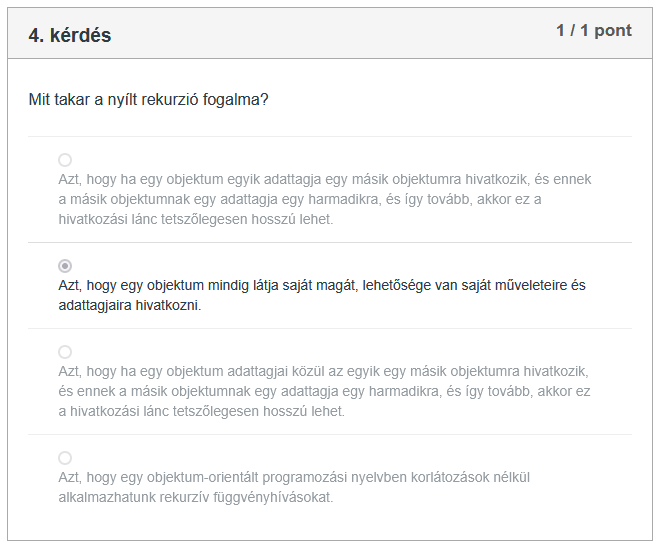 4. kérdés
1 / 1 pont
Mit takar a nyílt rekurzió fogalma?
Azt, hogy ha egy objektum egyik adattagja egy másik objektumra hivatkozik, és ennek
a másik objektumnak egy adattagja egy harmadikra, és így tovább, akkor ez a
hivatkozási lánc tetszőlegesen hosszú lehet.
Azt, hogy egy objektum mindig látja saját magát, lehetősége van saját műveleteire és
adattagjaira hivatkozni.
Azt, hogy ha egy objektum adattagjai közül az egyik egy másik objektumra hivatkozik,
és ennek a másik objektumnak egy adattagja egy harmadikra, és így tovább, akkor ez
a hivatkozási lánc tetszőlegesen hosszú lehet.
Azt, hogy egy objektum-orientált programozási nyelvben korlátozások nélkül
alkalmazhatunk rekurzív függvényhívásokat.